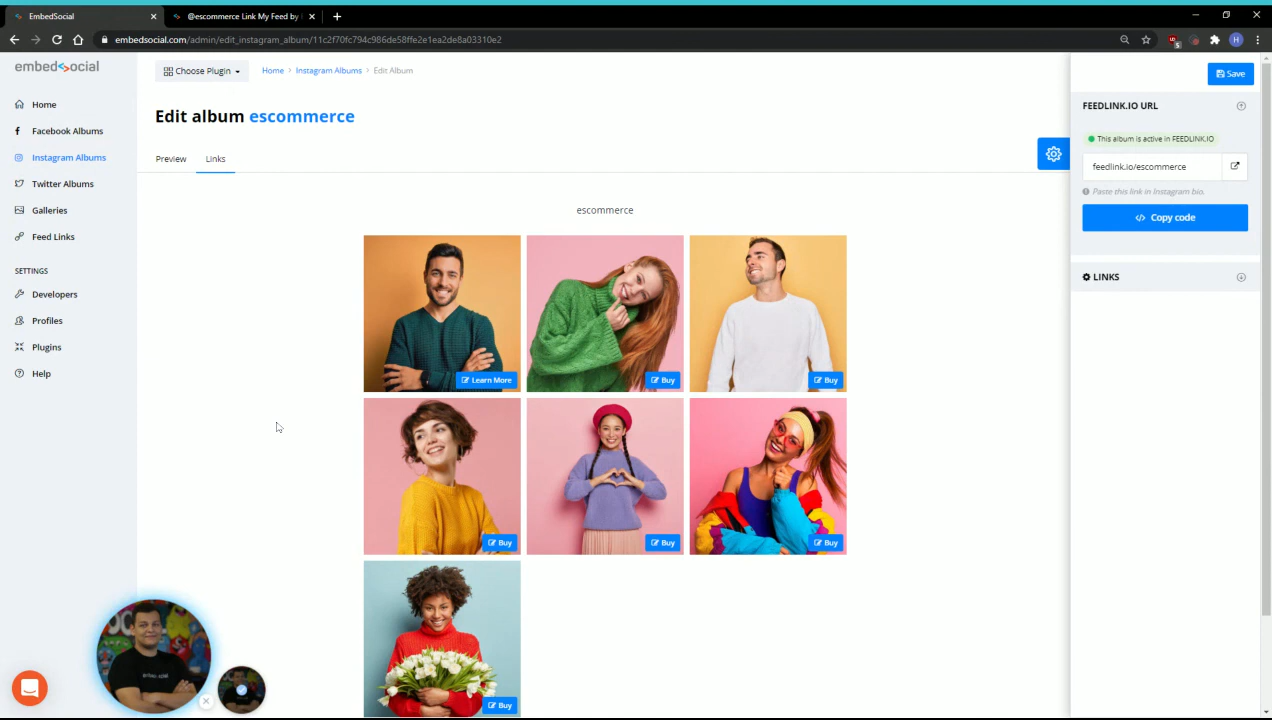 EmbedSocial
@escommerce Link My Feed by
embedsocial.com/admin/edit_instagram_album/11c2f70fc794c986de58ffe2e1ea2de8a03310e2
H
embedsocial
Choose Plugin
Home > Instagram Albums > Edit Album
Save
Home
Facebook Albums
Instagram Albums
Twitter Albums
Galleries
Feed Links
SETTINGS
Developers
Profiles
Plugins
Help
Edit album escommerce
Preview
Links
escommerce
Learn More
Buy
Buy
Buy
Buy
Buy
Buy
FEEDLINK.IO URL
This album is active in FEEDLINK.IO
feedlink.io/escommerce
Paste this link in Instagram bio.
</> Copy code
LINKS